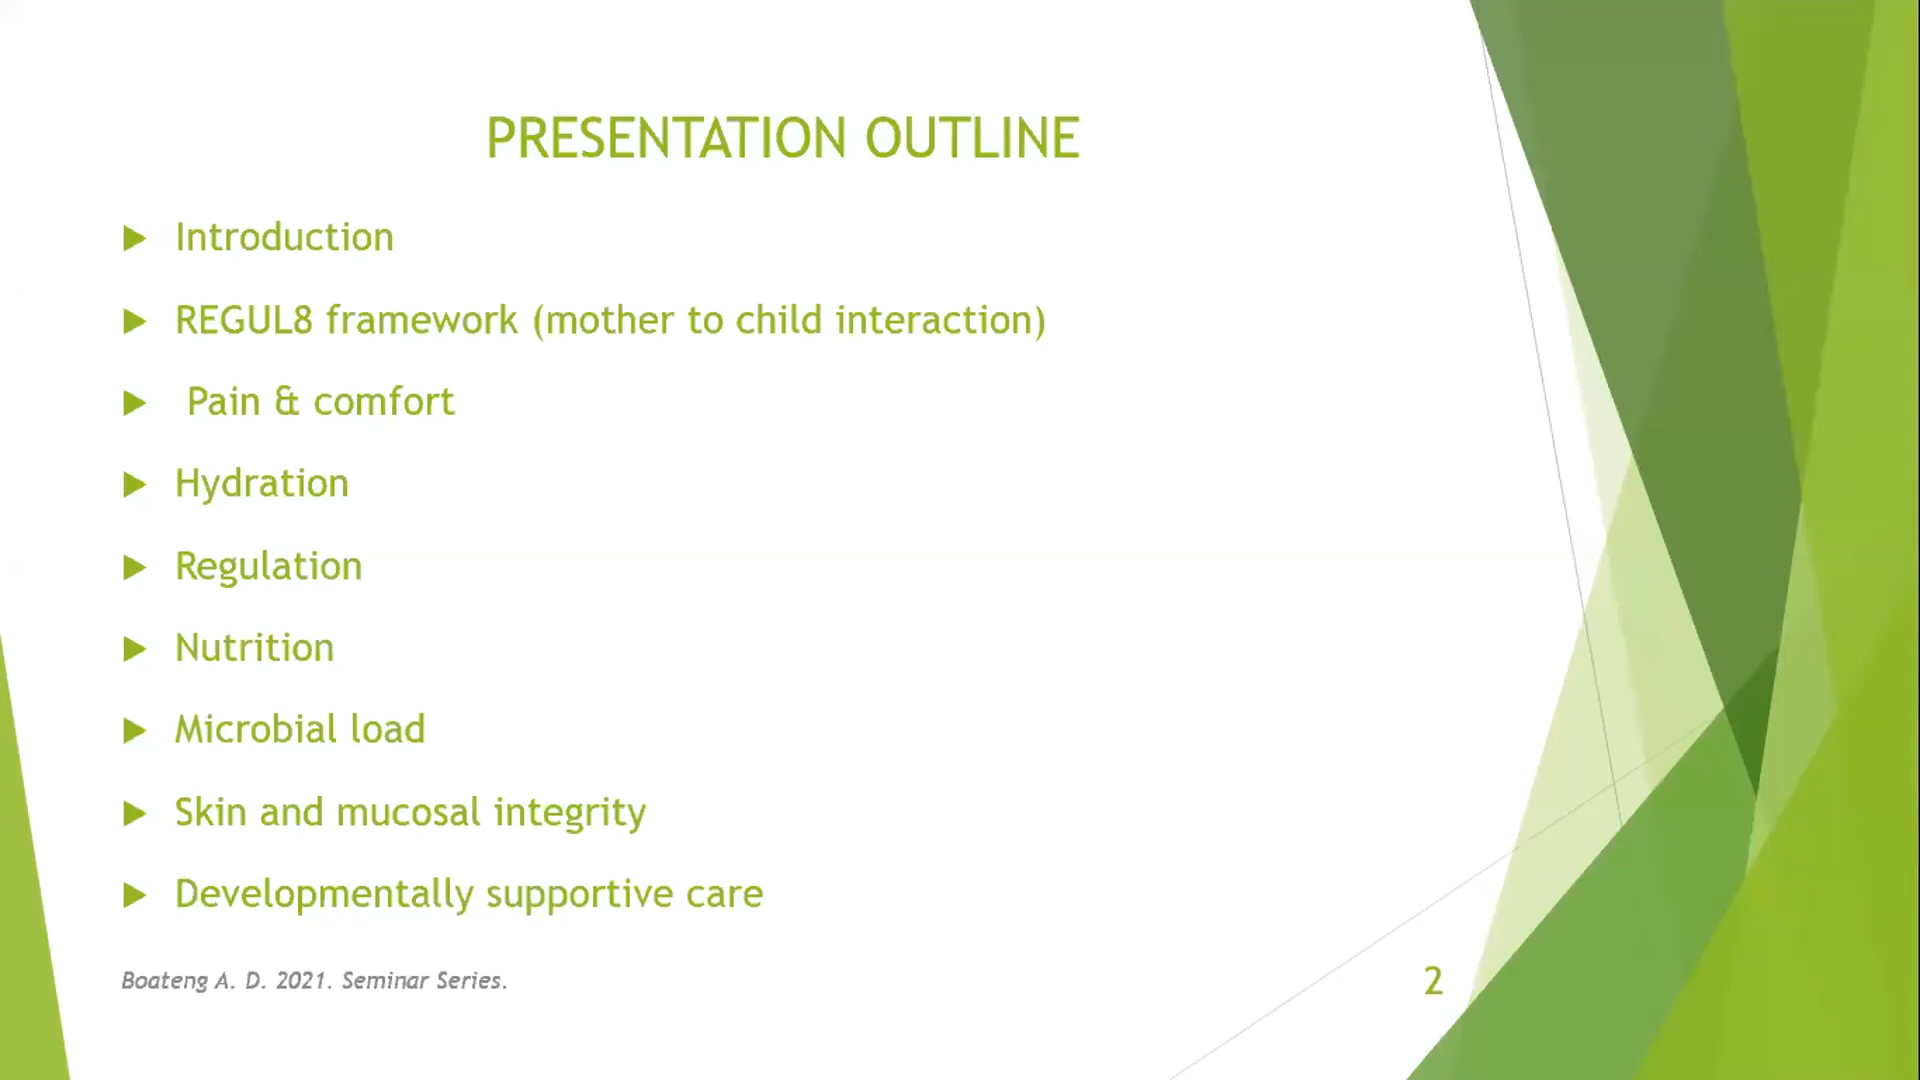 PRESENTATION OUTLINE
Introduction
REGUL8 framework (mother to child interaction)
Pain & comfort
Hydration
Regulation
Nutrition
Microbial load
Skin and mucosal integrity
Developmentally supportive care
Boateng A. D. 2021. Seminar Series.
2